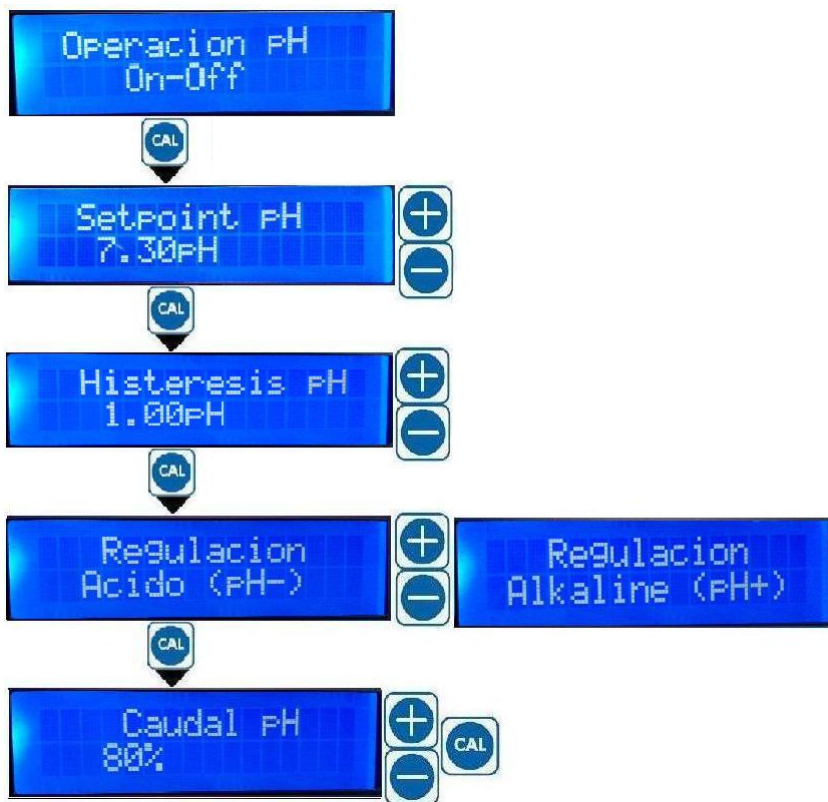 Operacion pH
On-Off
CAL
Setpoint pH
7.30pH
CAL
Histeresis pH
1.00pH
CAL
Regulacion
Acido (pH-)
Regulacion
Alkaline (pH+)
CAL
Caudal pH
80%
CAL